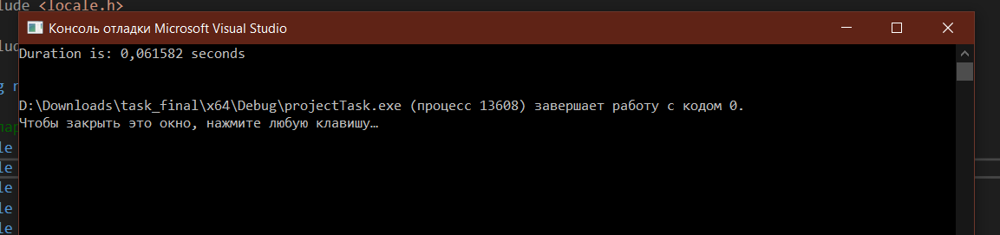 lude <locale.h>
Консоль отладки Microsoft Visual Studio
Duration is: 0,061582 seconds
D:\Downloads\task_final\x64\Debug\projectTask.exe (процесс 13608) завершает работу с кодом 0.
Чтобы закрыть это окно, нажмите любую клавишу…